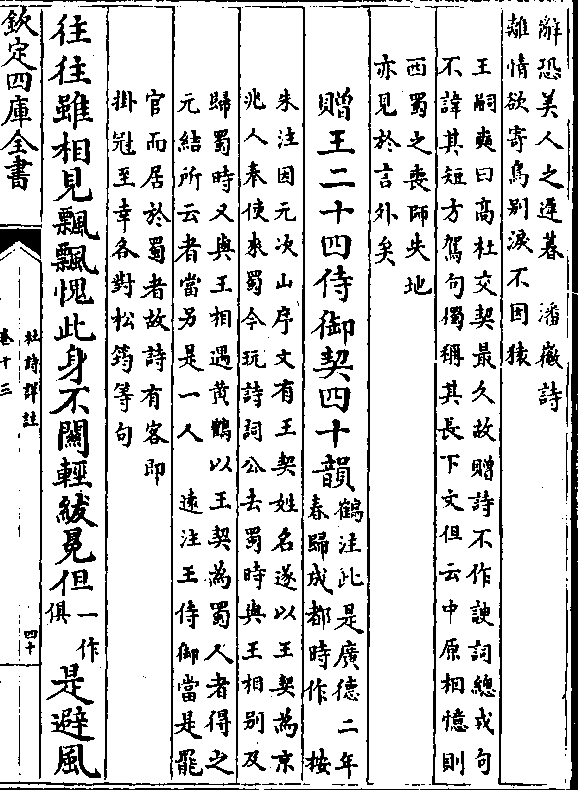 辭恐美人之遲暮　潘嶽詩
離情欲寄鳥別淚不因猿
王嗣奭曰高杜交契最久故贈詩不作諛詞總戎句
不諱其短方駕句獨稱其長下文但云中原相憶則
西蜀之喪師失地
亦見於言外矣
贈王二十四侍御契四十韻
鶴注此是廣德二年
春歸成都時作　按
朱注因元次山序文有王契姓名遂以王契為京
兆人奉使來蜀今玩詩詞公去蜀時與王相別及
歸蜀時又與王相遇黃鶴以王契為蜀人者得之
元結所云者當另是一人　遠注王侍御當是罷
官而居於蜀者故詩有客即
掛冠至幸各對松筠等句
往往雖相見飄飄愧此身不關輕紱冕但
一作
俱
是避風
欽定四庫全書
杜詩詳註
卷十三
四十